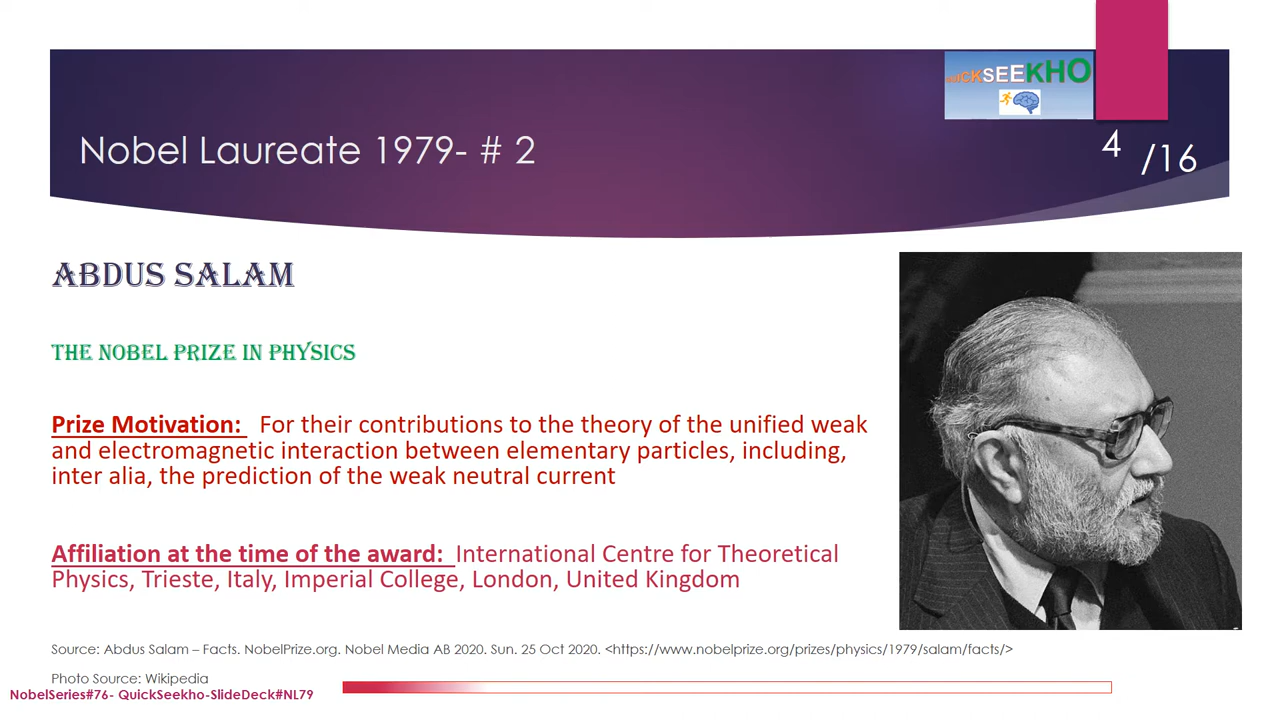 QUICKSEEKHO
Nobel Laureate 1979- # 2
4 /16
ABDUS SALAM
THE NOBEL PRIZE IN PHYSICS
Prize Motivation: For their contributions to the theory of the unified weak
and electromagnetic interaction between elementary particles, including,
inter alia, the prediction of the weak neutral current
Affiliation at the time of the award: International Centre for Theoretical
Physics, Trieste, Italy, Imperial College, London, United Kingdom
Source: Abdus Salam – Facts. NobelPrize.org. Nobel Media AB 2020. Sun. 25 Oct 2020. <https://www.nobelprize.org/prizes/physics/1979/salam/facts/>
Photo Source: Wikipedia
NobelSeries#76- QuickSeekho-SlideDeck#NL79